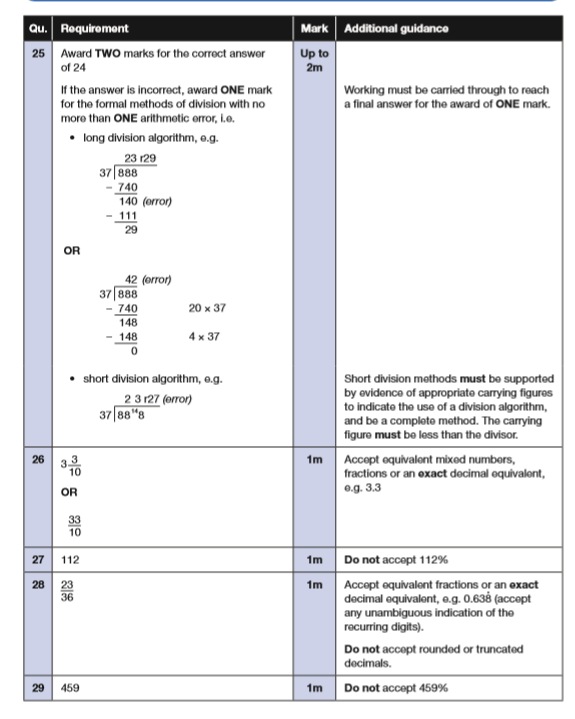 Qu. Requirement Mark Additional guidance
25 Award TWO marks for the correct answer Up to
of 24 2m
If the answer is incorrect, award ONE mark Working must be carried through to reach
for the formal methods of division with no a final answer for the award of ONE mark.
more than ONE arithmetic error, i.e.
• long division algorithm, e.g.
23 r29
37 888
– 740
140 (error)
– 111
29
OR
42 (error)
37 888
– 740 20 × 37
148
– 148 4 × 37
0
• short division algorithm, e.g. Short division methods must be supported
2 3 r27 (error) by evidence of appropriate carrying figures
37 88¹⁴8 to indicate the use of a division algorithm,
and be a complete method. The carrying
figure must be less than the divisor.
26 3 3/10 1m Accept equivalent mixed numbers,
fractions or an exact decimal equivalent,
OR e.g. 3.3
33/10
27 112 1m Do not accept 112%
28 23/36 1m Accept equivalent fractions or an exact
decimal equivalent, e.g. 0.638̇ (accept
any unambiguous indication of the
recurring digits).
Do not accept rounded or truncated
decimals.
29 459 1m Do not accept 459%